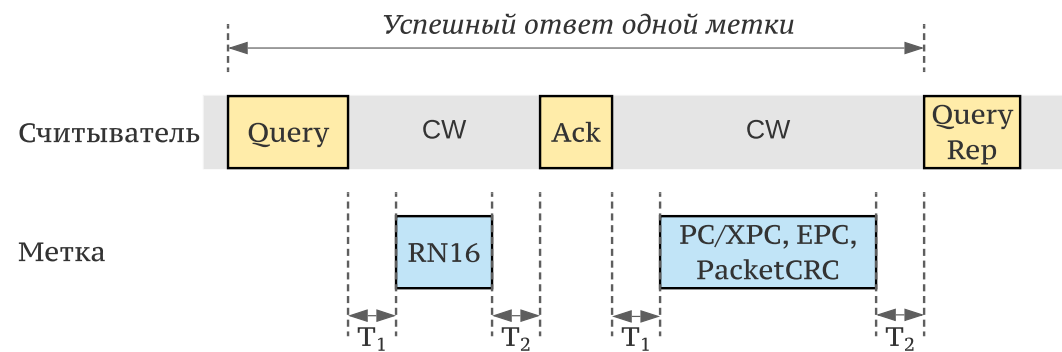 Успешный ответ одной метки
Считыватель
Query
CW
Ack
CW
Query
Rep
Метка
RN16
PC/XPC, EPC,
PacketCRC
T₁
T₂
T₁
T₂